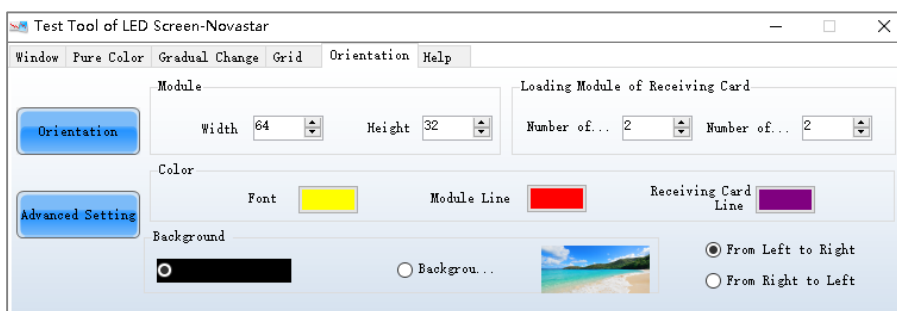 Test Tool of LED Screen-Novastar
Window Pure Color Gradual Change Grid Orientation Help
Module
Loading Module of Receiving Card
Orientation
Width 64 Height 32
Number of... 2 Number of... 2
Color
Font Module Line Receiving Card Line
Advanced Setting
Background
Backgrou...
From Left to Right
From Right to Left